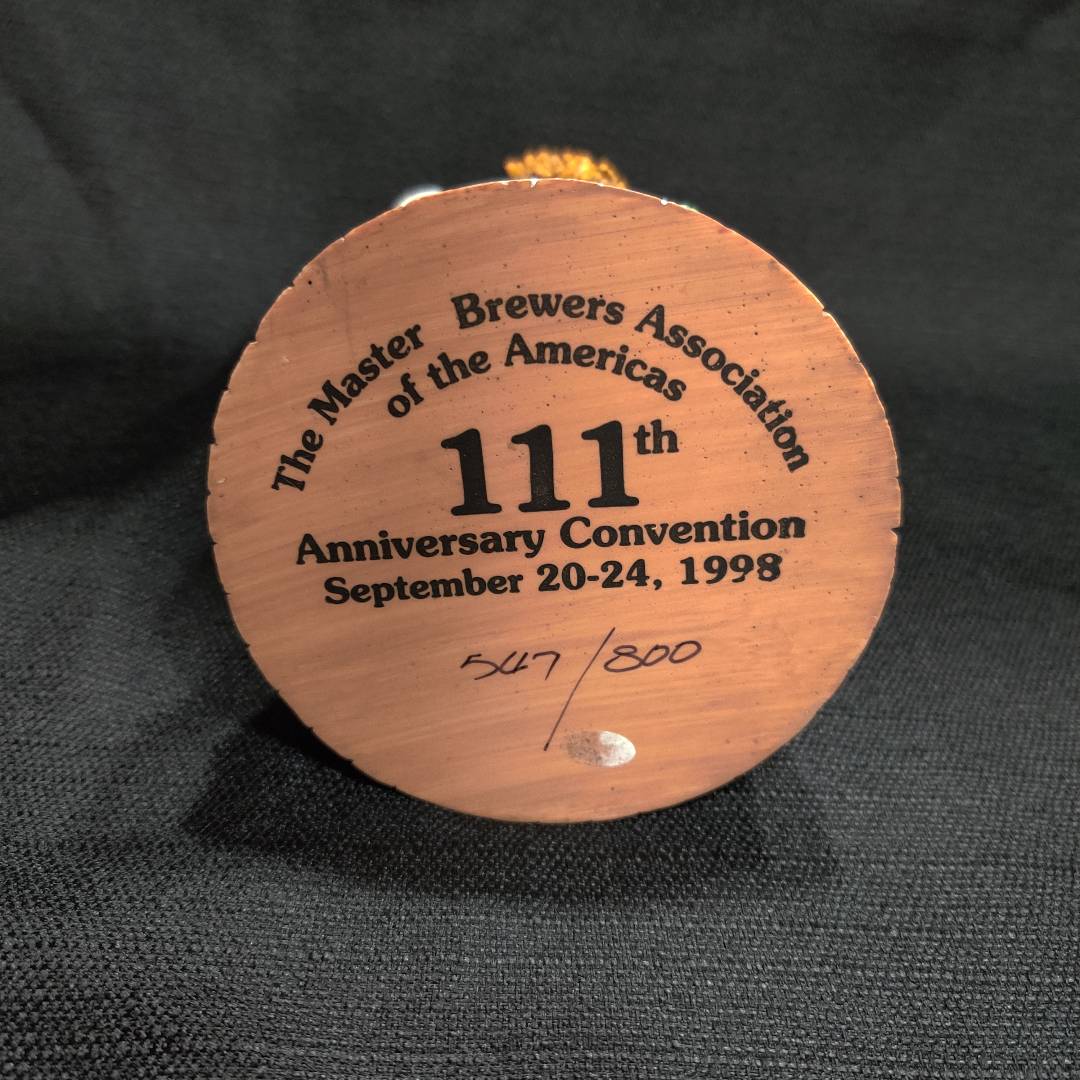 The Master Brewers Association
of the Americas
111th
Anniversary Convention
September 20-24, 1998
547/800